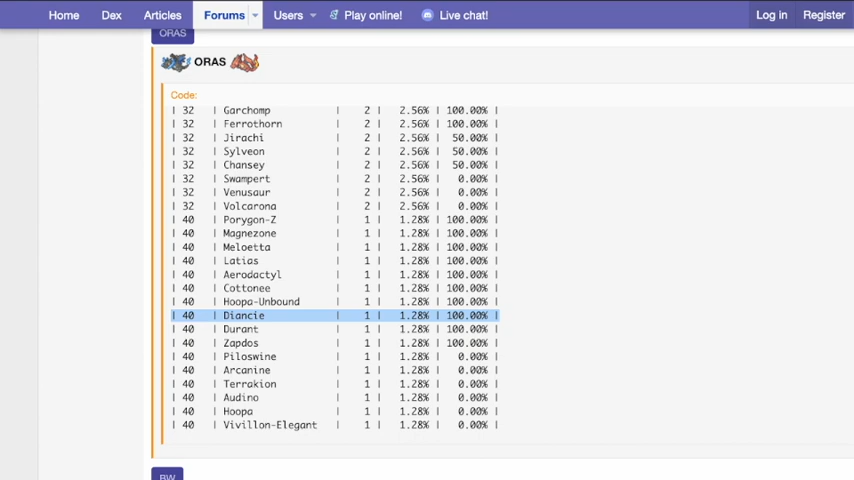 Home Dex Articles Forums Users Play online! Live chat! Log in Register
ORAS
ORAS
Code:
| 32 | Garchomp | 2 | 2.56% | 100.00% |
| 32 | Ferrothorn | 2 | 2.56% | 100.00% |
| 32 | Jirachi | 2 | 2.56% | 50.00% |
| 32 | Sylveon | 2 | 2.56% | 50.00% |
| 32 | Chansey | 2 | 2.56% | 50.00% |
| 32 | Swampert | 2 | 2.56% | 0.00% |
| 32 | Venusaur | 2 | 2.56% | 0.00% |
| 32 | Volcarona | 2 | 2.56% | 0.00% |
| 40 | Porygon-Z | 1 | 1.28% | 100.00% |
| 40 | Magnezone | 1 | 1.28% | 100.00% |
| 40 | Meloetta | 1 | 1.28% | 100.00% |
| 40 | Latias | 1 | 1.28% | 100.00% |
| 40 | Aerodactyl | 1 | 1.28% | 100.00% |
| 40 | Cottonee | 1 | 1.28% | 100.00% |
| 40 | Hoopa-Unbound | 1 | 1.28% | 100.00% |
| 40 | Diancie | 1 | 1.28% | 100.00% |
| 40 | Durant | 1 | 1.28% | 100.00% |
| 40 | Zapdos | 1 | 1.28% | 100.00% |
| 40 | Piloswine | 1 | 1.28% | 0.00% |
| 40 | Arcanine | 1 | 1.28% | 0.00% |
| 40 | Terrakion | 1 | 1.28% | 0.00% |
| 40 | Audino | 1 | 1.28% | 0.00% |
| 40 | Hoopa | 1 | 1.28% | 0.00% |
| 40 | Vivillon-Elegant | 1 | 1.28% | 0.00% |
BW